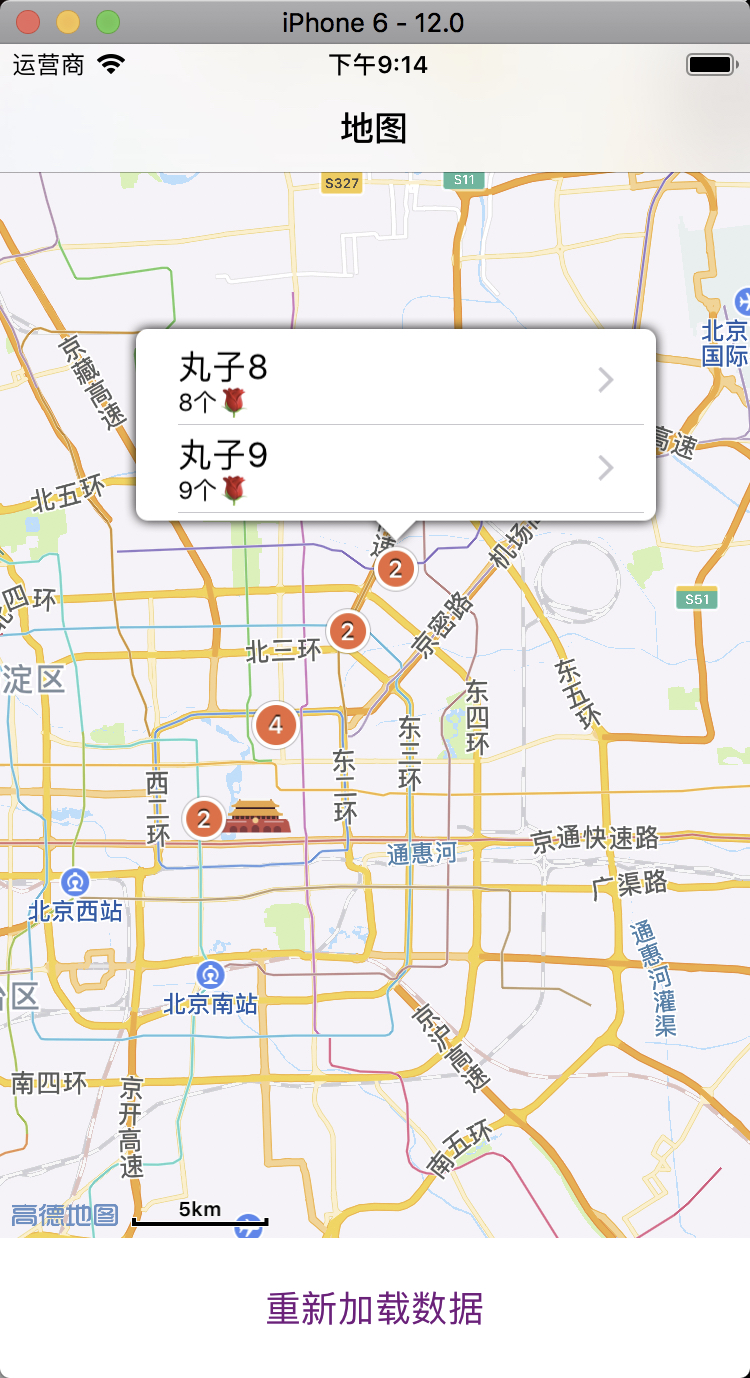 iPhone 6 - 12.0
运营商
下午9:14
地图
S327
S11
北京
国际
京藏高速
丸子8
8个🌹
丸子9
9个🌹
高速
北五环
速
机场
2
S51
北四环
2
京密路
北三环
淀区
东五环
东四环
4
东三环
东二环
西二环
2
京通快速路
通惠河
广渠路
北京西站
通惠河灌渠
北京南站
台区
京沪高速
南四环
京开高速
南五环
高德地图
5km
重新加载数据